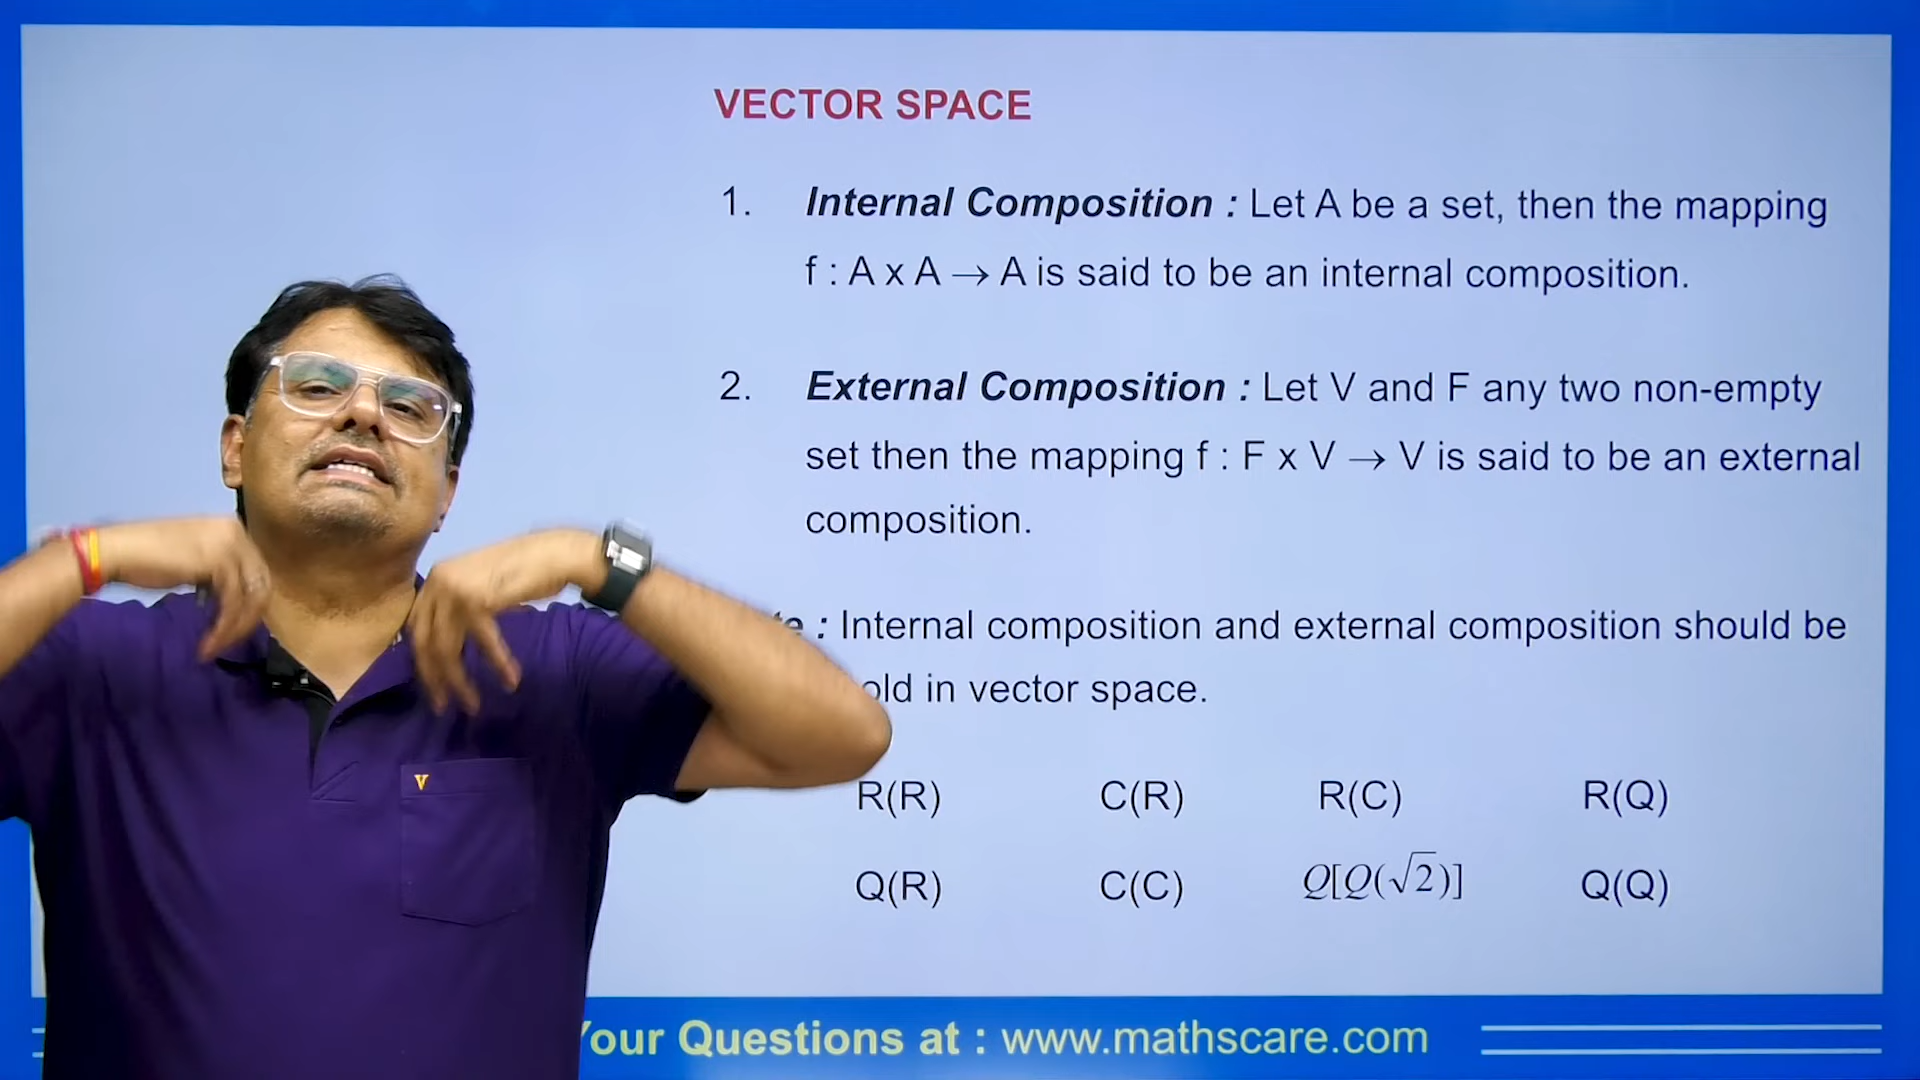 VECTOR SPACE
1. Internal Composition : Let A be a set, then the mapping
f : A x A → A is said to be an internal composition.
2. External Composition : Let V and F any two non-empty
set then the mapping f : F x V → V is said to be an external
composition.
: Internal composition and external composition should be
in vector space.
R(R) C(R) R(C) R(Q)
Q(R) C(C) Q[Q(√2)] Q(Q)
Your Questions at : www.mathscare.com
V